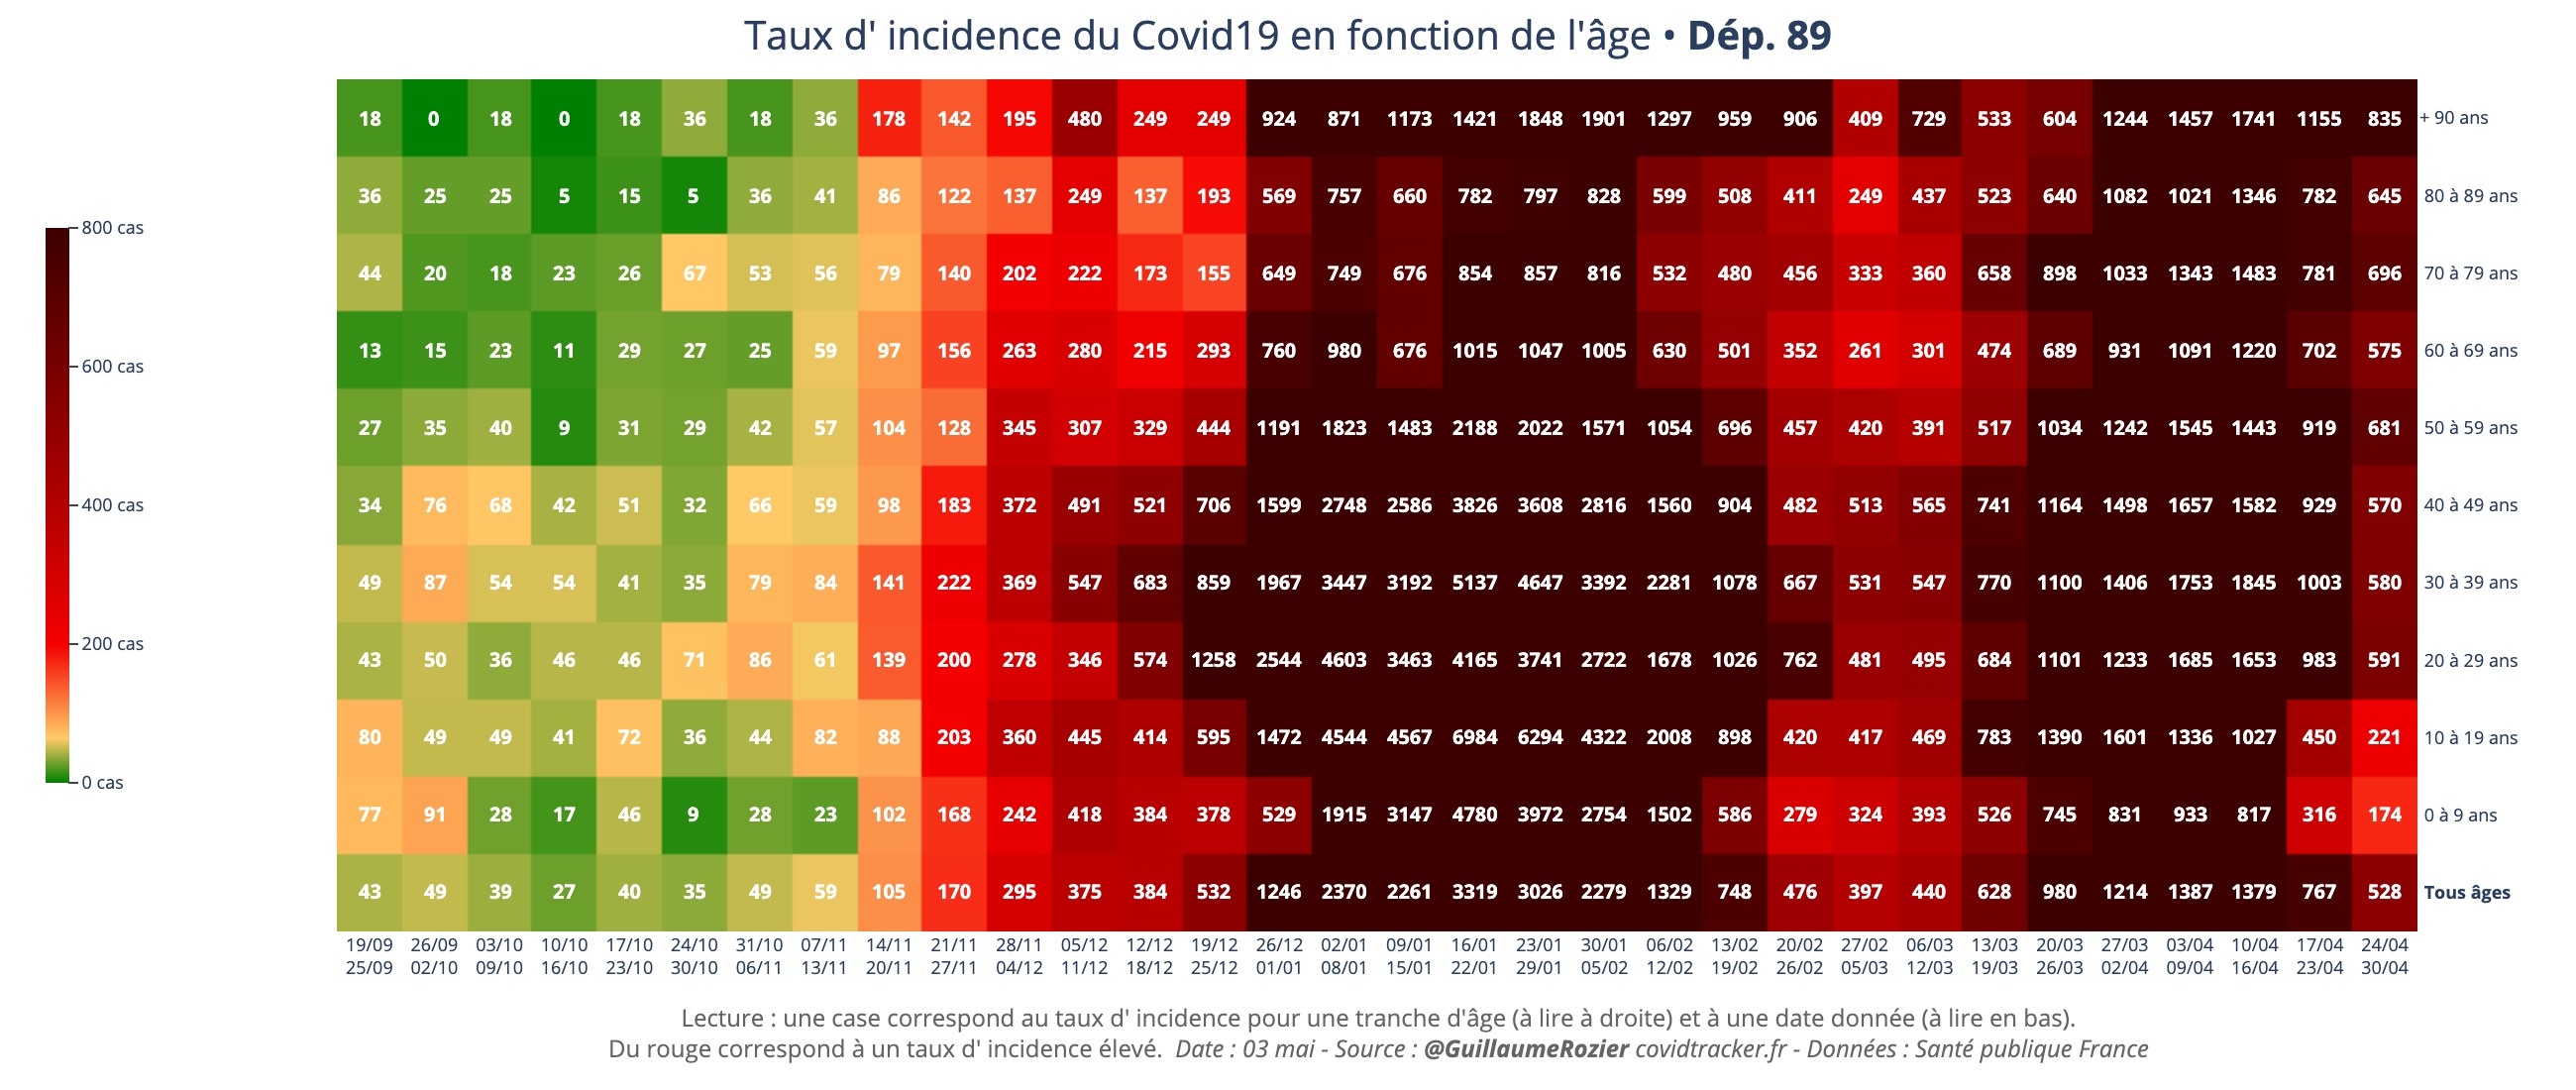 Taux d' incidence du Covid19 en fonction de l'âge • Dép. 89
18 0 18 0 18 36 18 36 178 142 195 480 249 249 924 871 1173 1421 1848 1901 1297 959 906 409 729 533 604 1244 1457 1741 1155 835 + 90 ans
36 25 25 5 15 5 36 41 86 122 137 249 137 193 569 757 660 782 797 828 599 508 411 249 437 523 640 1082 1021 1346 782 645 80 à 89 ans
800 cas
44 20 18 23 26 67 53 56 79 140 202 222 173 155 649 749 676 854 857 816 532 480 456 333 360 658 898 1033 1343 1483 781 696 70 à 79 ans
13 15 23 11 29 27 25 59 97 156 263 280 215 293 760 980 676 1015 1047 1005 630 501 352 261 301 474 689 931 1091 1220 702 575 60 à 69 ans
600 cas
27 35 40 9 31 29 42 57 104 128 345 307 329 444 1191 1823 1483 2188 2022 1571 1054 696 457 420 391 517 1034 1242 1545 1443 919 681 50 à 59 ans
400 cas
34 76 68 42 51 32 66 59 98 183 372 491 521 706 1599 2748 2586 3826 3608 2816 1560 904 482 513 565 741 1164 1498 1657 1582 929 570 40 à 49 ans
49 87 54 54 41 35 79 84 141 222 369 547 683 859 1967 3447 3192 5137 4647 3392 2281 1078 667 531 547 770 1100 1406 1753 1845 1003 580 30 à 39 ans
200 cas
43 50 36 46 46 71 86 61 139 200 278 346 574 1258 2544 4603 3463 4165 3741 2722 1678 1026 762 481 495 684 1101 1233 1685 1653 983 591 20 à 29 ans
80 49 49 41 72 36 44 82 88 203 360 445 414 595 1472 4544 4567 6984 6294 4322 2008 898 420 417 469 783 1390 1601 1336 1027 450 221 10 à 19 ans
0 cas
77 91 28 17 46 9 28 23 102 168 242 418 384 378 529 1915 3147 4780 3972 2754 1502 586 279 324 393 526 745 831 933 817 316 174 0 à 9 ans
43 49 39 27 40 35 49 59 105 170 295 375 384 532 1246 2370 2261 3319 3026 2279 1329 748 476 397 440 628 980 1214 1387 1379 767 528 Tous âges
19/09 26/09 03/10 10/10 17/10 24/10 31/10 07/11 14/11 21/11 28/11 05/12 12/12 19/12 26/12 02/01 09/01 16/01 23/01 30/01 06/02 13/02 20/02 27/02 06/03 13/03 20/03 27/03 03/04 10/04 17/04 24/04
25/09 02/10 09/10 16/10 23/10 30/10 06/11 13/11 20/11 27/11 04/12 11/12 18/12 25/12 01/01 08/01 15/01 22/01 29/01 05/02 12/02 19/02 26/02 05/03 12/03 19/03 26/03 02/04 09/04 16/04 23/04 30/04
Lecture : une case correspond au taux d' incidence pour une tranche d'âge (à lire à droite) et à une date donnée (à lire en bas).
Du rouge correspond à un taux d' incidence élevé. Date : 03 mai - Source : @GuillaumeRozier covidtracker.fr - Données : Santé publique France